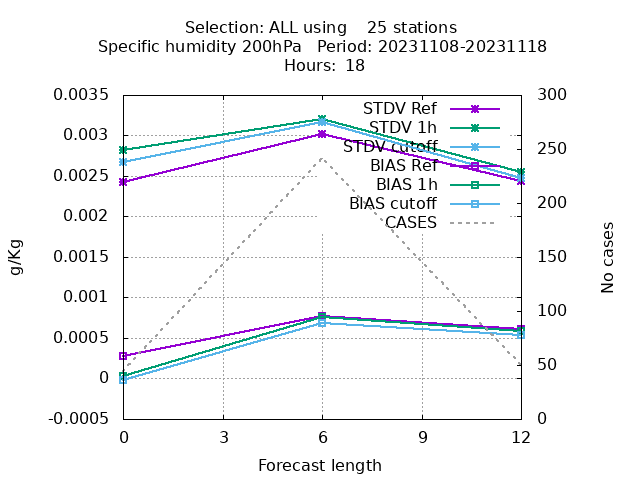 Selection: ALL using    25 stations
Specific humidity 200hPa   Period: 20231108-20231118
Hours: 18
0.0035
0.003
0.0025
0.002
0.0015
0.001
0.0005
0
-0.0005
g/Kg
STDV Ref
STDV 1h
STDV cutoff
BIAS Ref
BIAS 1h
BIAS cutoff
CASES
300
250
200
150
100
50
0
No cases
0 3 6 9 12
Forecast length